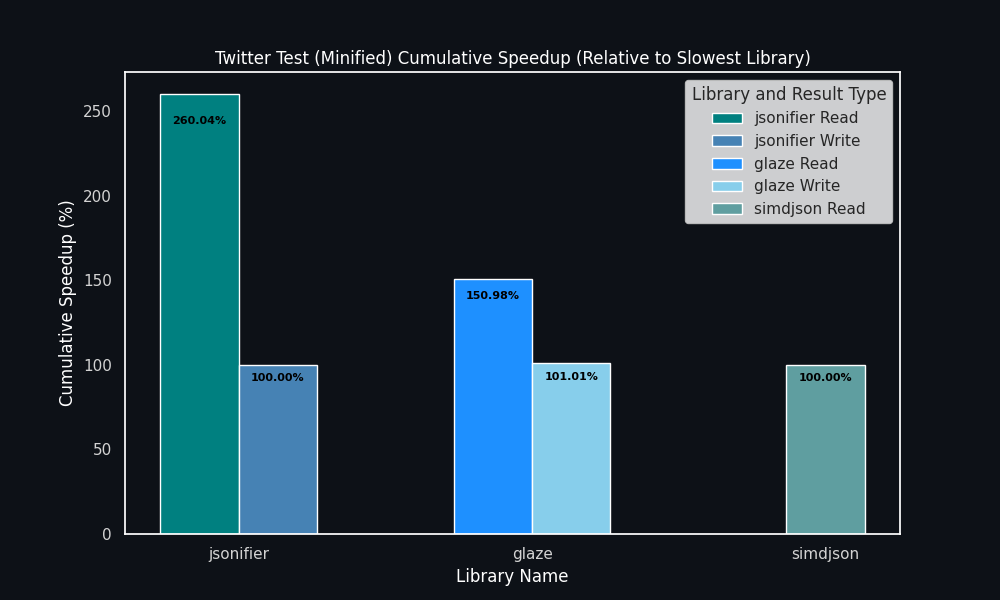 Twitter Test (Minified) Cumulative Speedup (Relative to Slowest Library)
Library and Result Type
jsonifier Read
jsonifier Write
glaze Read
glaze Write
simdjson Read
Cumulative Speedup (%)
250
200
150
100
50
0
260.04%
100.00%
150.98%
101.01%
100.00%
jsonifier
glaze
simdjson
Library Name